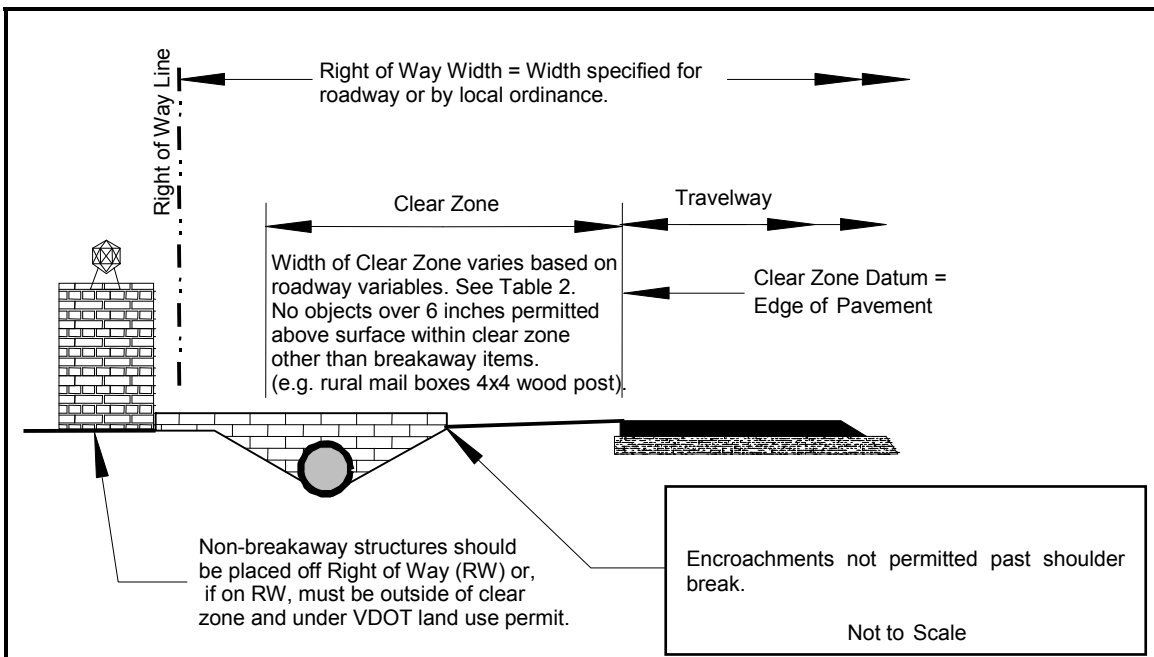 Right of Way Line
Right of Way Width = Width specified for
roadway or by local ordinance.
Clear Zone
Travelway
Width of Clear Zone varies based on
roadway variables. See Table 2.
No objects over 6 inches permitted
above surface within clear zone
other than breakaway items.
(e.g. rural mail boxes 4x4 wood post).
Clear Zone Datum =
Edge of Pavement
Non-breakaway structures should
be placed off Right of Way (RW) or,
if on RW, must be outside of clear
zone and under VDOT land use permit.
Encroachments not permitted past shoulder
break.
Not to Scale